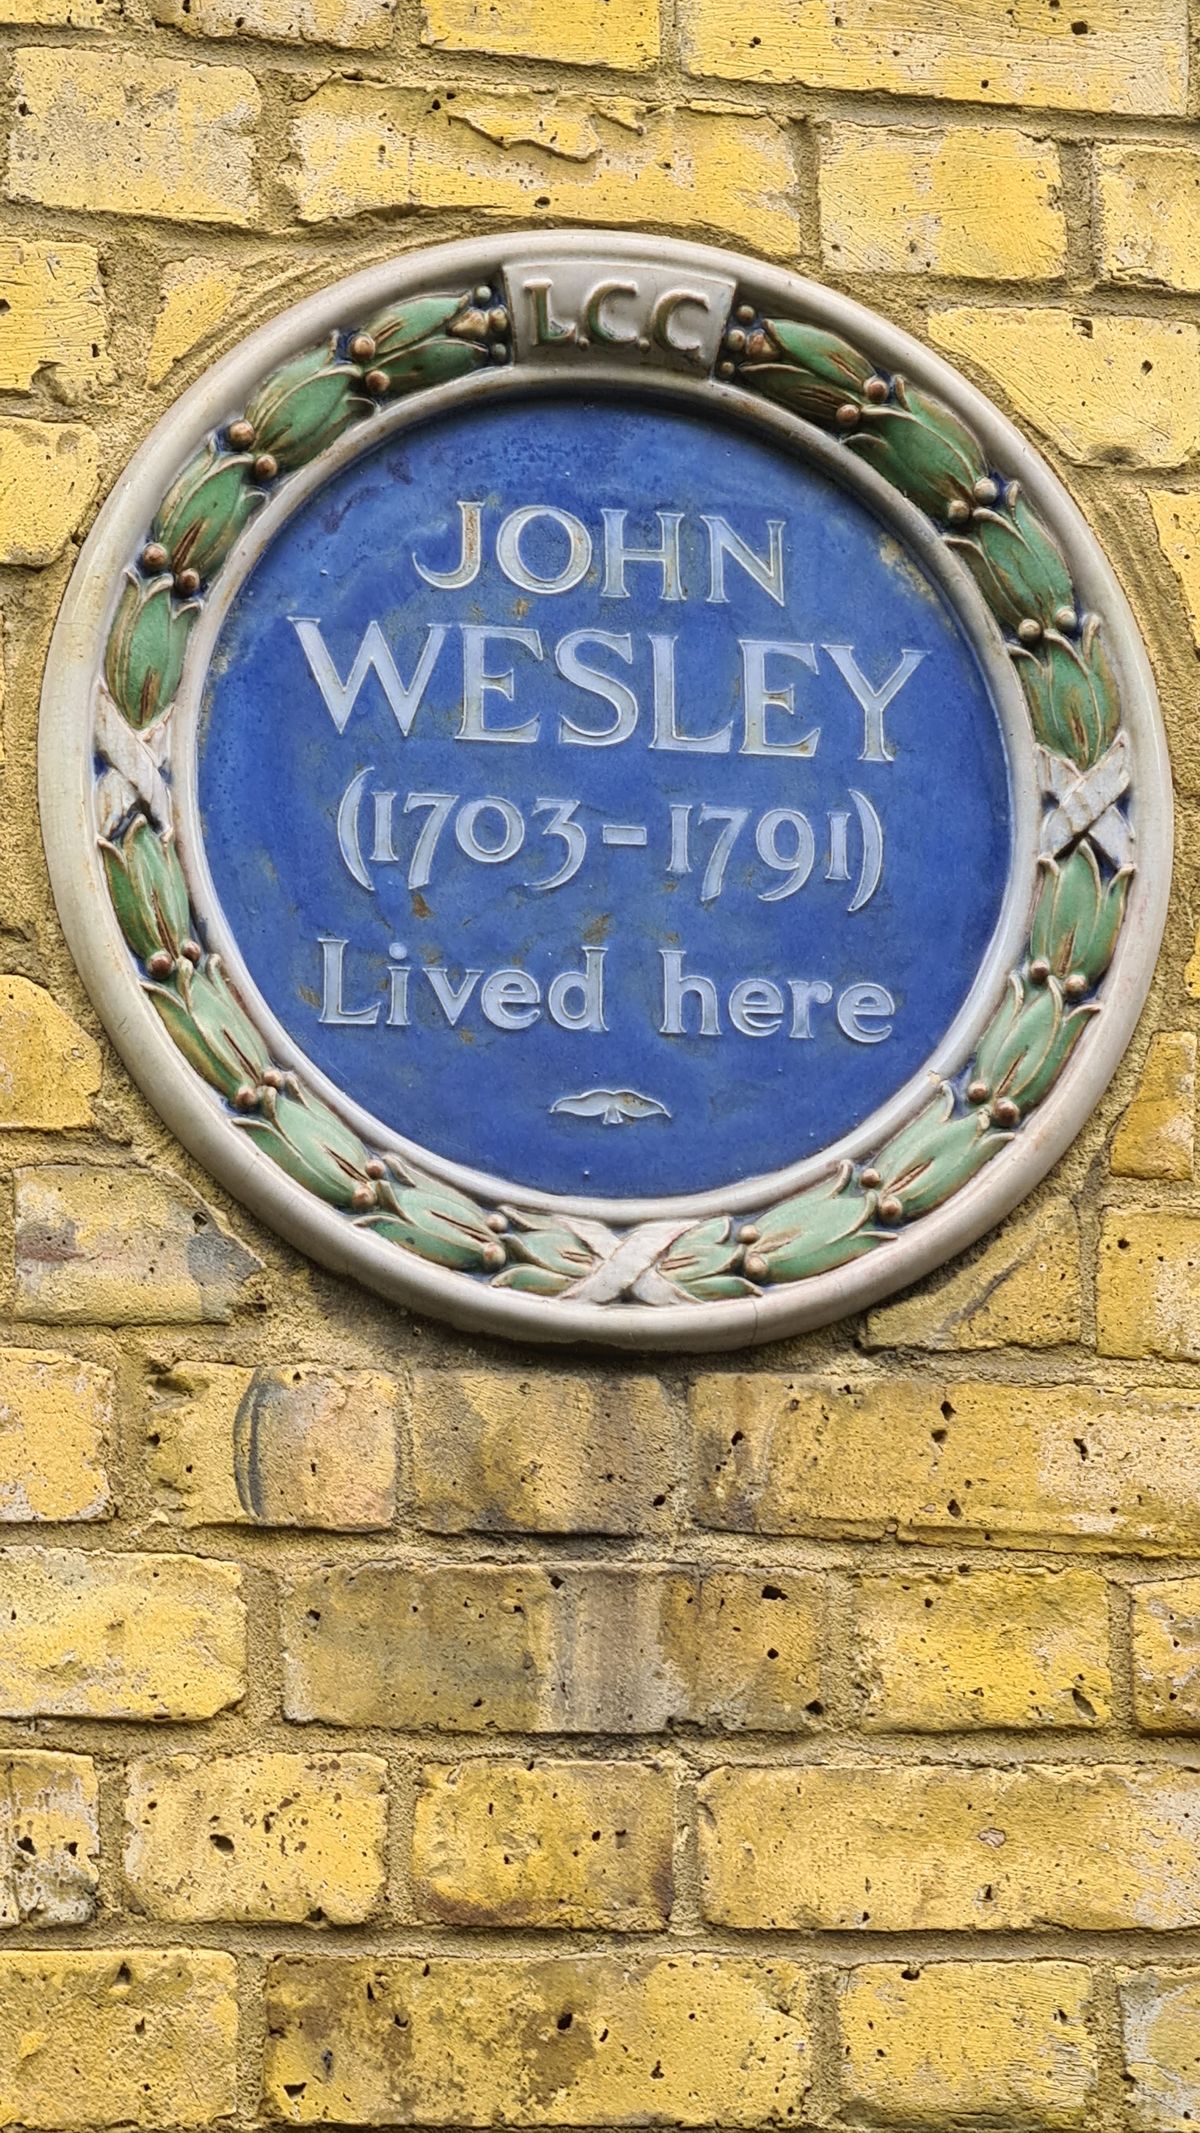 L.C.C.
JOHN
WESLEY
(1703-1791)
Lived here